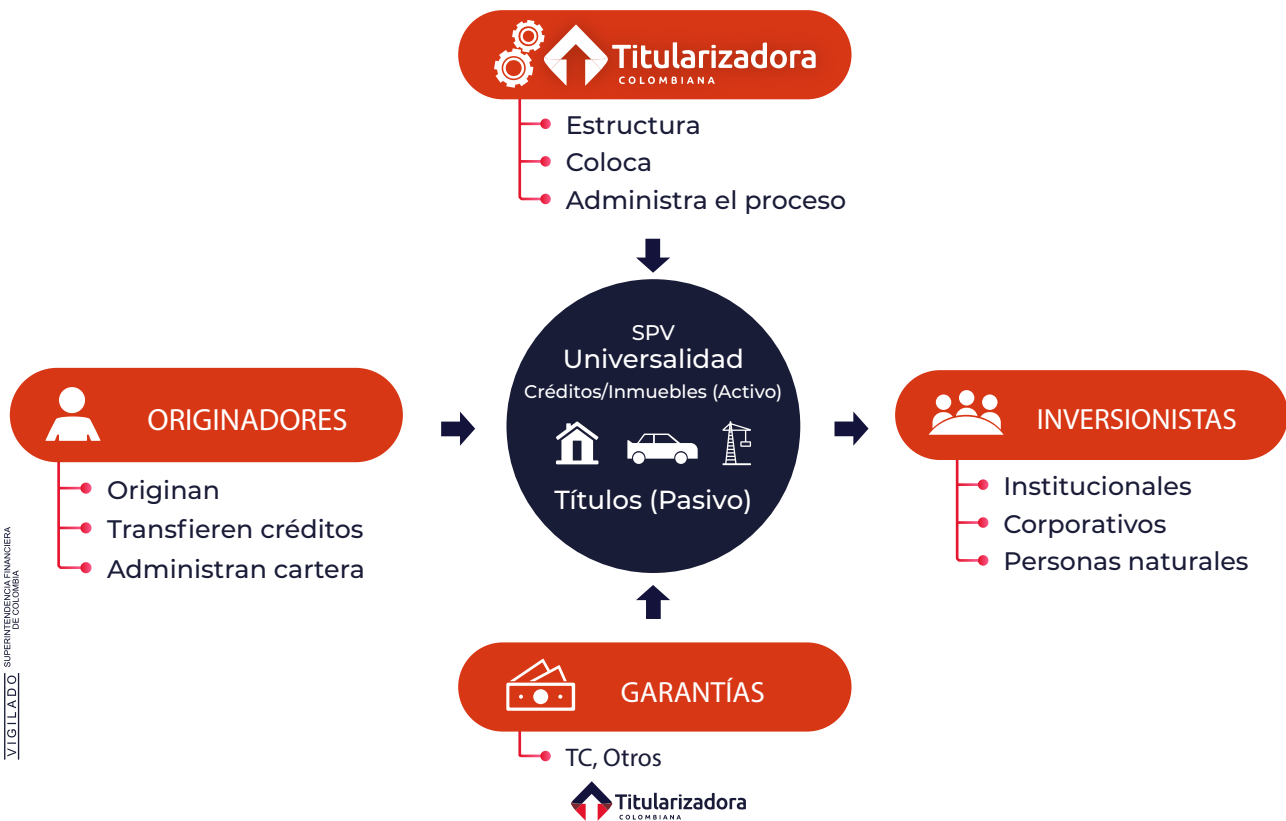 Titularizadora
COLOMBIANA
Estructura
Coloca
Administra el proceso
ORIGINADORES
Originan
Transfieren créditos
Administran cartera
SPV
Universalidad
Créditos/Inmuebles (Activo)
Títulos (Pasivo)
INVERSIONISTAS
Institucionales
Corporativos
Personas naturales
GARANTÍAS
TC, Otros
Titularizadora
COLOMBIANA
VIGILADO
SUPERINTENDENCIA FINANCIERA
DE COLOMBIA